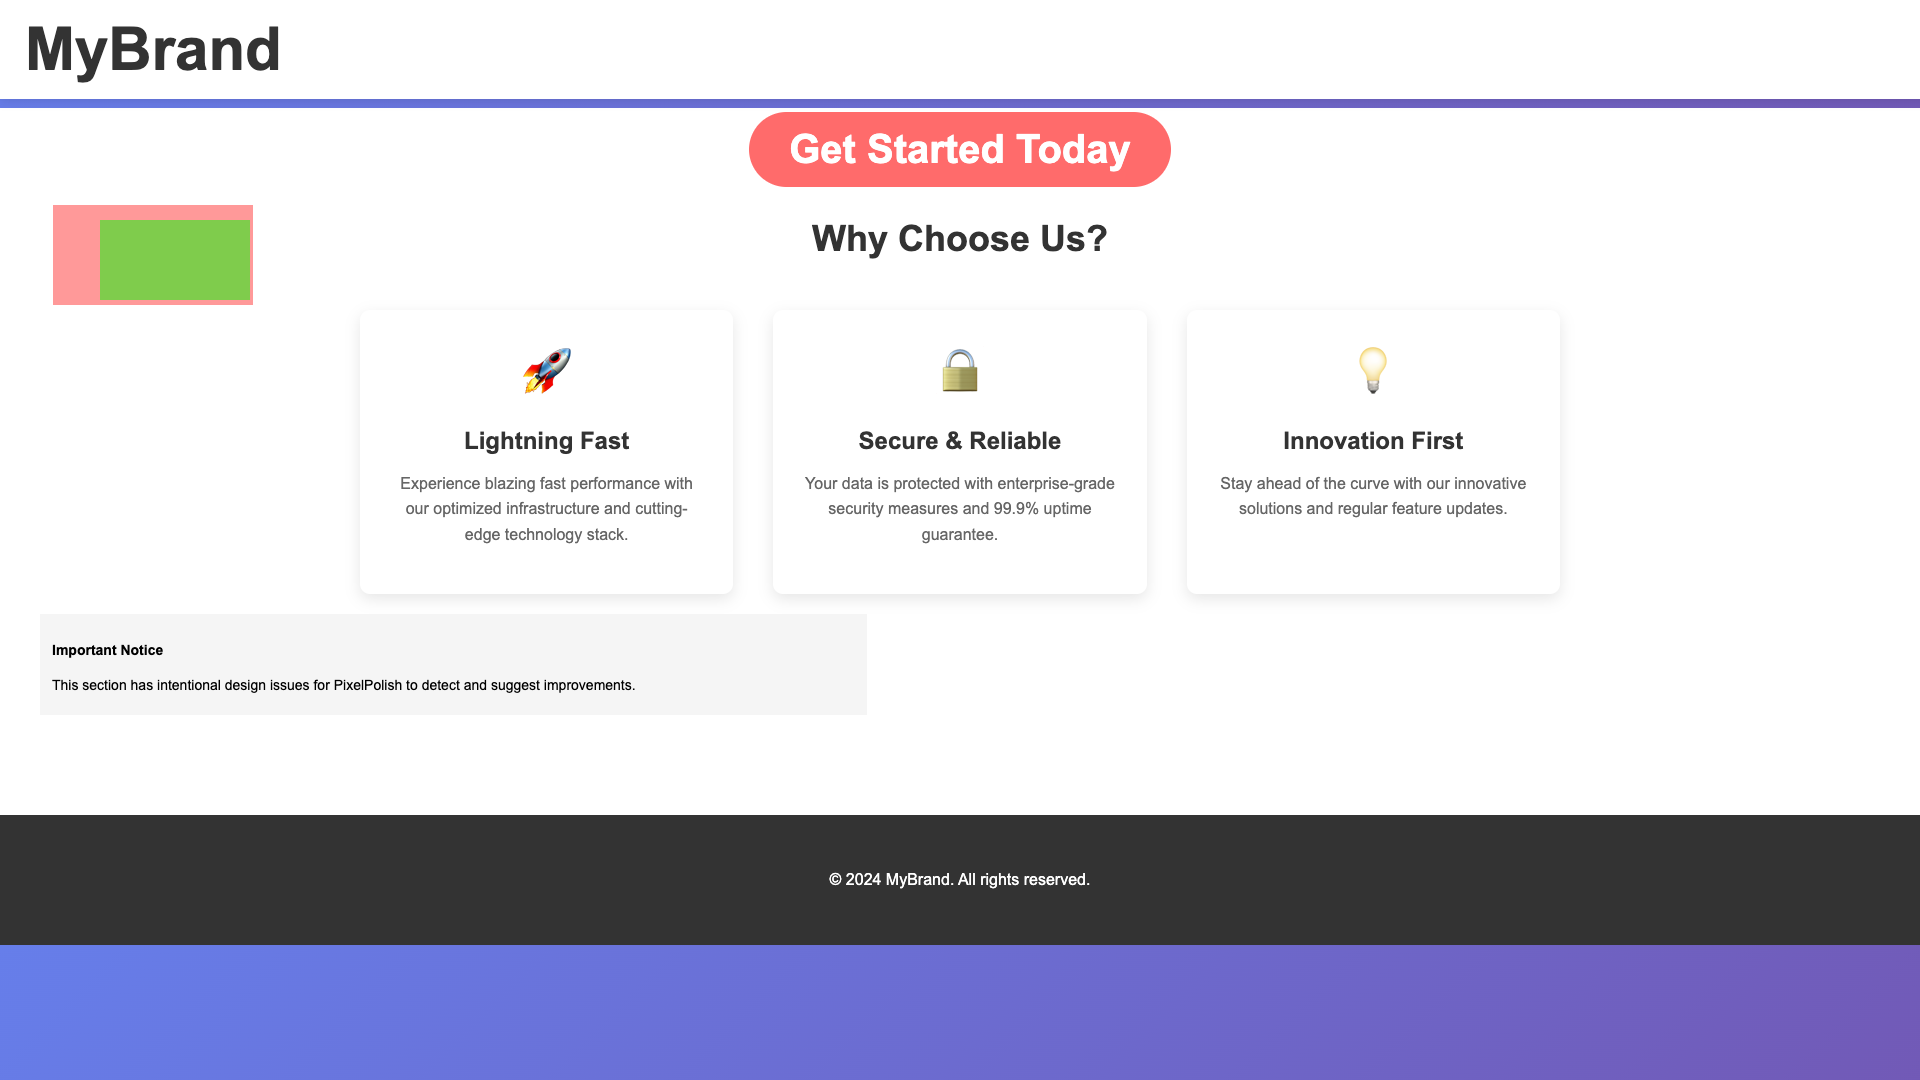 MyBrand
Get Started Today
Why Choose Us?
Lightning Fast
Experience blazing fast performance with
our optimized infrastructure and cutting-
edge technology stack.
Secure & Reliable
Your data is protected with enterprise-grade
security measures and 99.9% uptime
guarantee.
Innovation First
Stay ahead of the curve with our innovative
solutions and regular feature updates.
Important Notice
This section has intentional design issues for PixelPolish to detect and suggest improvements.
© 2024 MyBrand. All rights reserved.